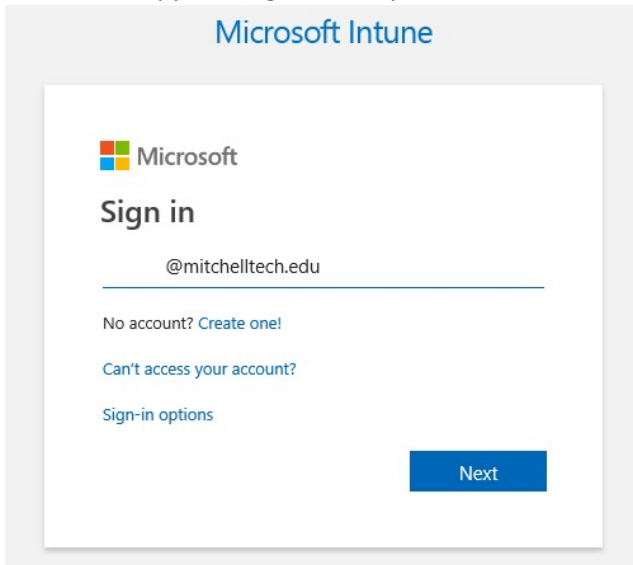 Microsoft Intune
Microsoft
Sign in
@mitchelltech.edu
No account? Create one!
Can't access your account?
Sign-in options
Next